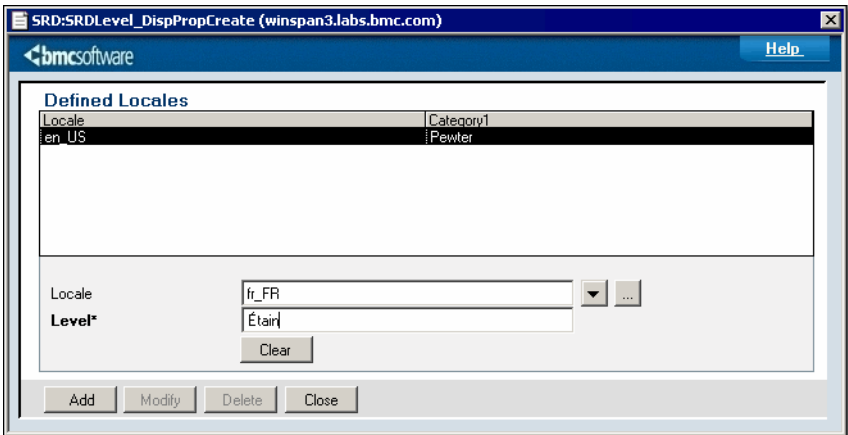 SRD:SRDLevel_DispPropCreate (winspan3.labs.bmc.com)
bmcsoftware Help
Defined Locales
Locale Category1
en_US Pewter
Locale fr_FR ...
Level* Étain
Clear
Add Modify Delete Close